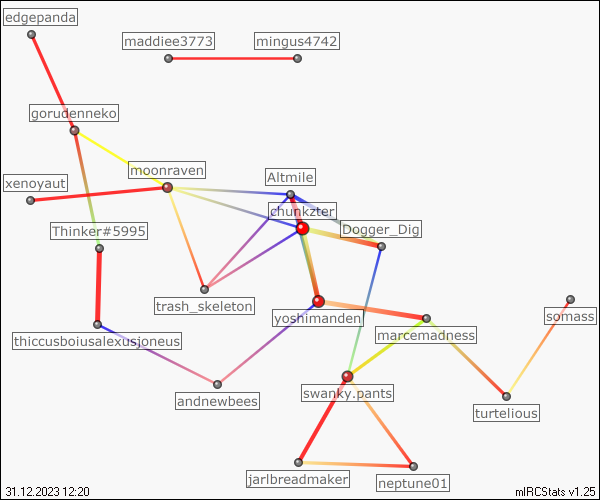 edgepanda
maddiee3773
mingus4742
gorudenneko
moonraven
xenoyaut
Altmile
chunkzter
Thinker#5995
Dogger_Dig
trash_skeleton
yoshimanden
somass
marcemadness
thiccusboiusalexusjoneus
swanky.pants
andnewbees
turtelious
jarlbreadmaker
neptune01
31.12.2023 12:20
mIRCStats v1.25